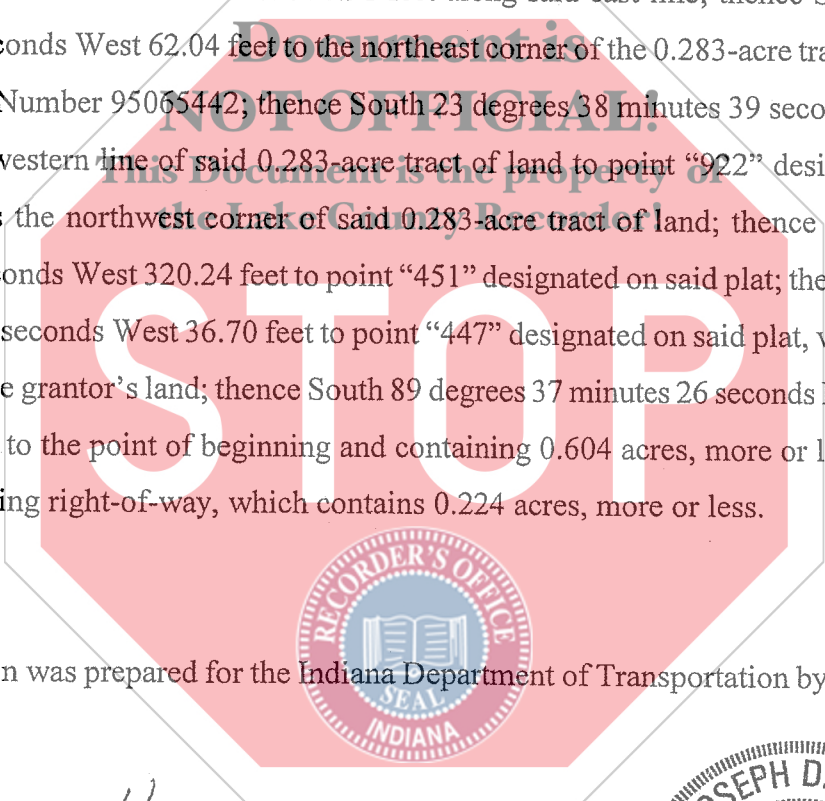 along said east line; thence S
conds West 62.04 feet to the northeast corner of the 0.283-acre tra
Number 95065442; thence South 23 degrees 38 minutes 39 seco
western line of said 0.283-acre tract of land to point “922” desi
the northwest corner of said 0.283-acre tract of land; thence
onds West 320.24 feet to point “451” designated on said plat; the
seconds West 36.70 feet to point “447” designated on said plat, v
e grantor’s land; thence South 89 degrees 37 minutes 26 seconds
to the point of beginning and containing 0.604 acres, more or l
ing right-of-way, which contains 0.224 acres, more or less.
n was prepared for the Indiana Department of Transportation by
Document is
NOT OFFICIAL!
This Document is the property of
the Lake County Recorder!
STOP
RECORDER'S OFFICE
SEAL
INDIANA
OSEPH D.